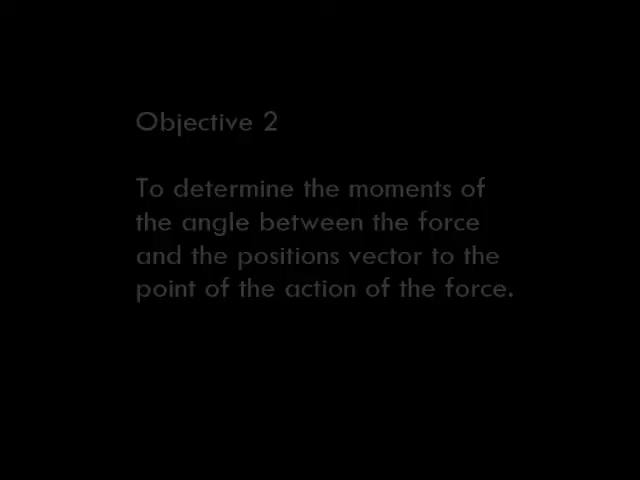 Objective 2
To determine the moments of
the angle between the force
and the positions vector to the
point of the action of the force.